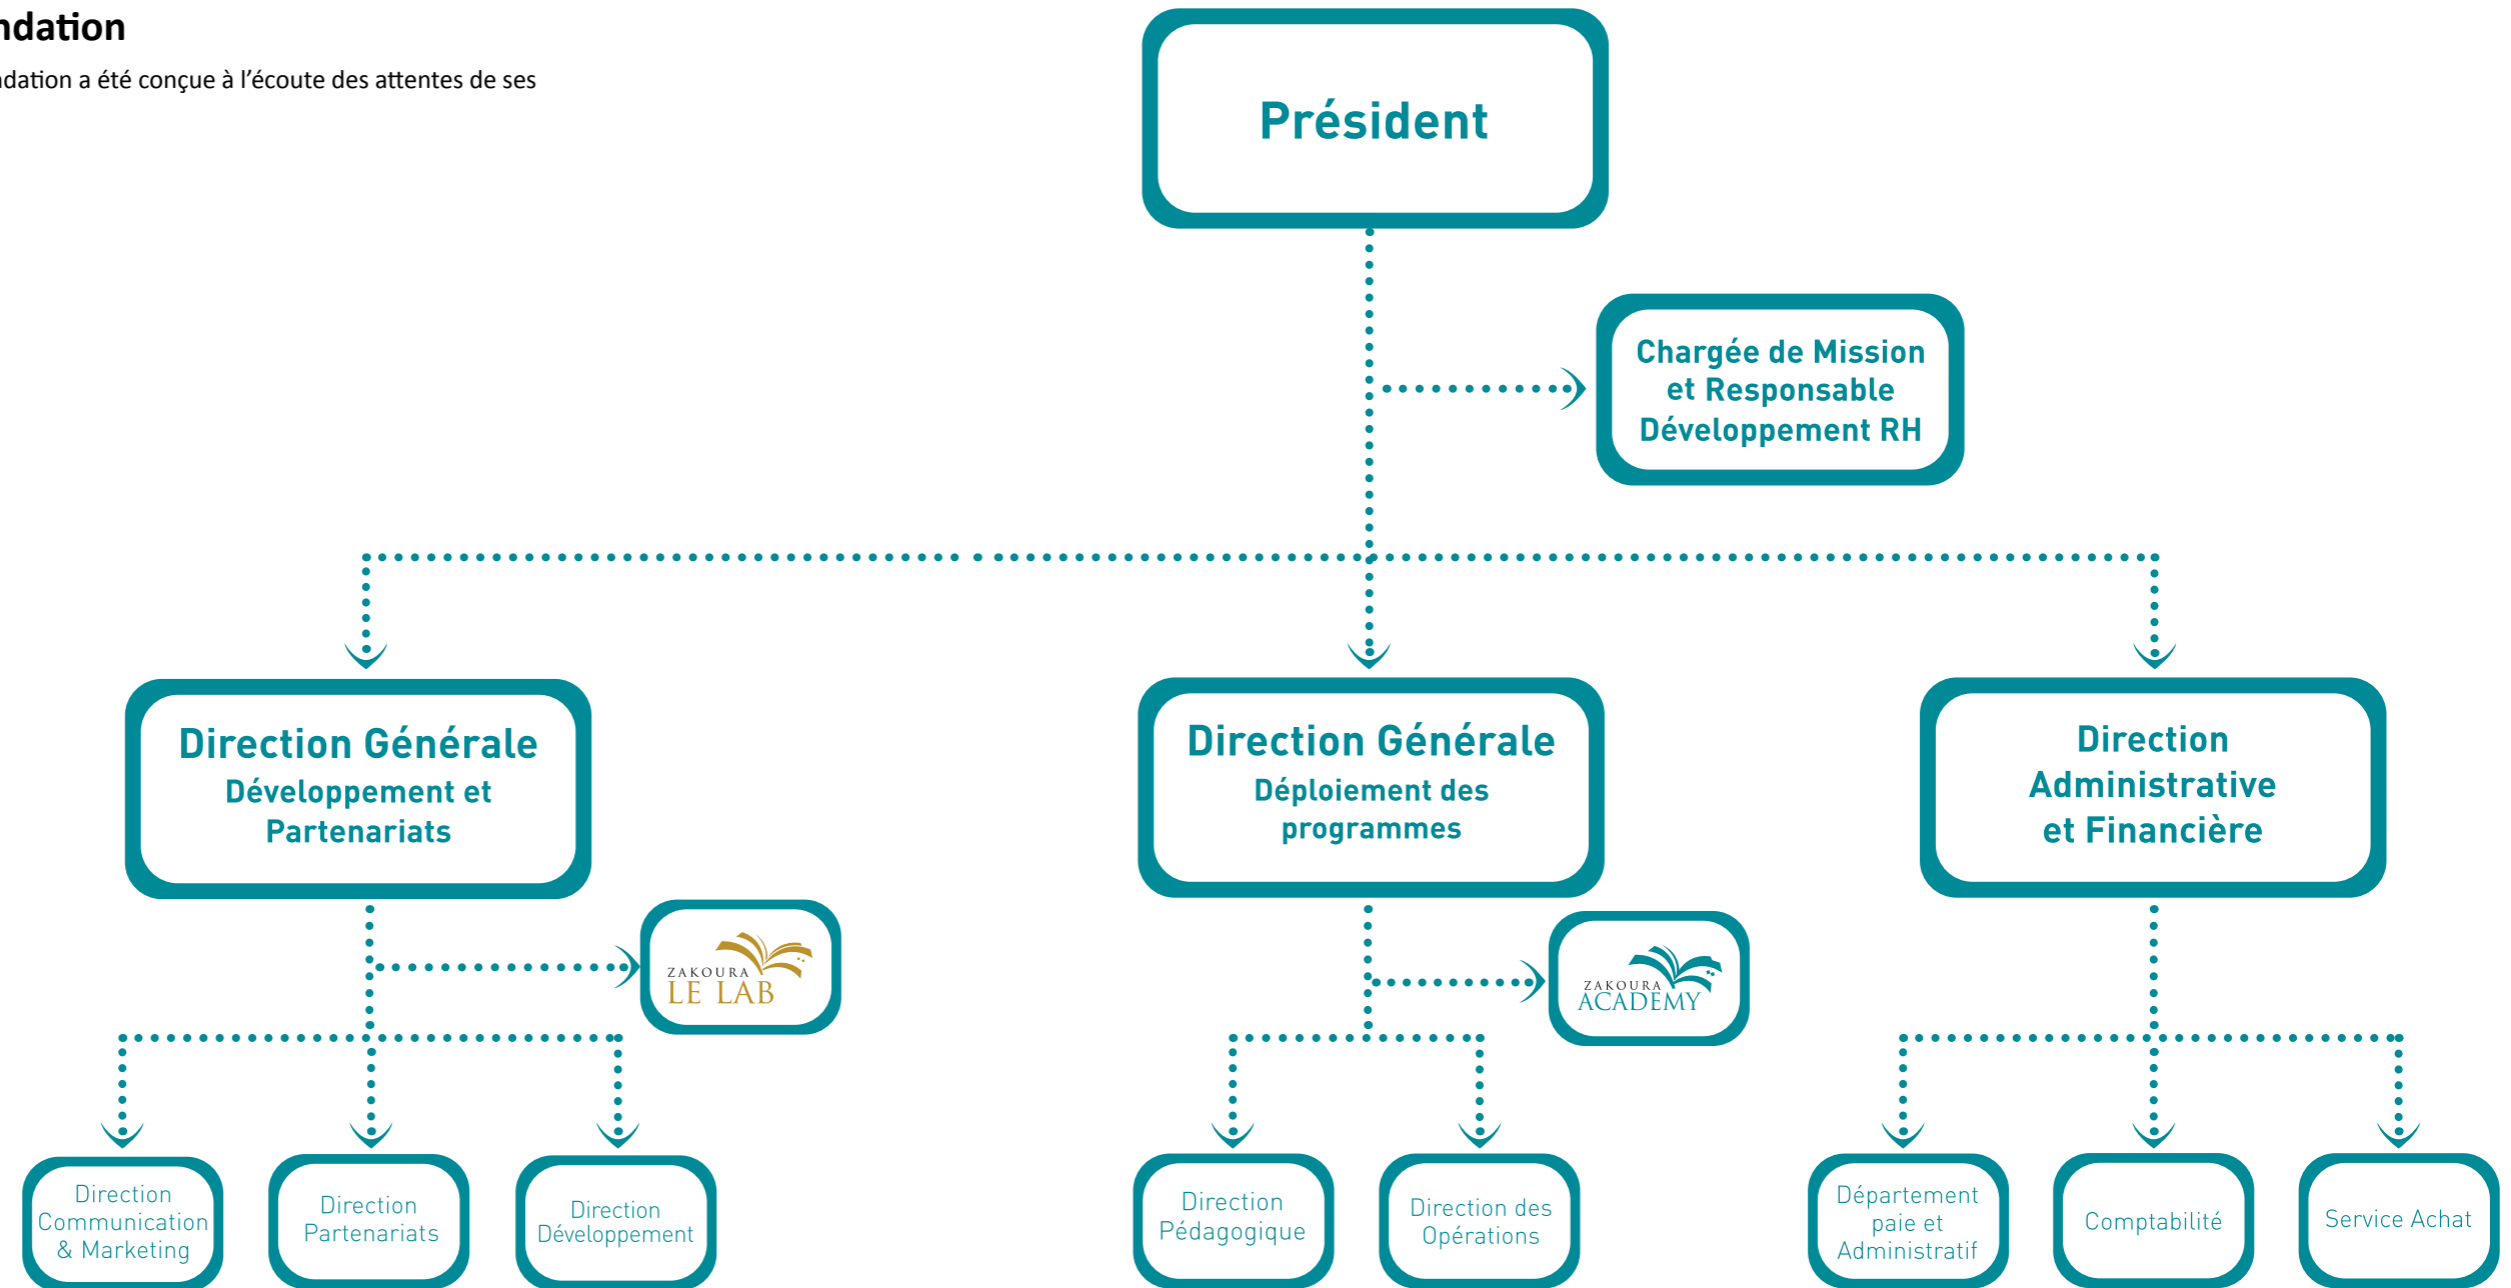 ndation
dation a été conçue à l'écoute des attentes de ses
Président
Chargée de Mission
et Responsable
Développement RH
Direction Générale
Développement et
Partenariats
Direction Générale
Déploiement des
programmes
Direction
Administrative
et Financière
ZAKOURA
LE LAB
ZAKOURA
ACADEMY
Direction
Communication
& Marketing
Direction
Partenariats
Direction
Développement
Direction
Pédagogique
Direction des
Opérations
Département
paie et
Administratif
Comptabilité
Service Achat